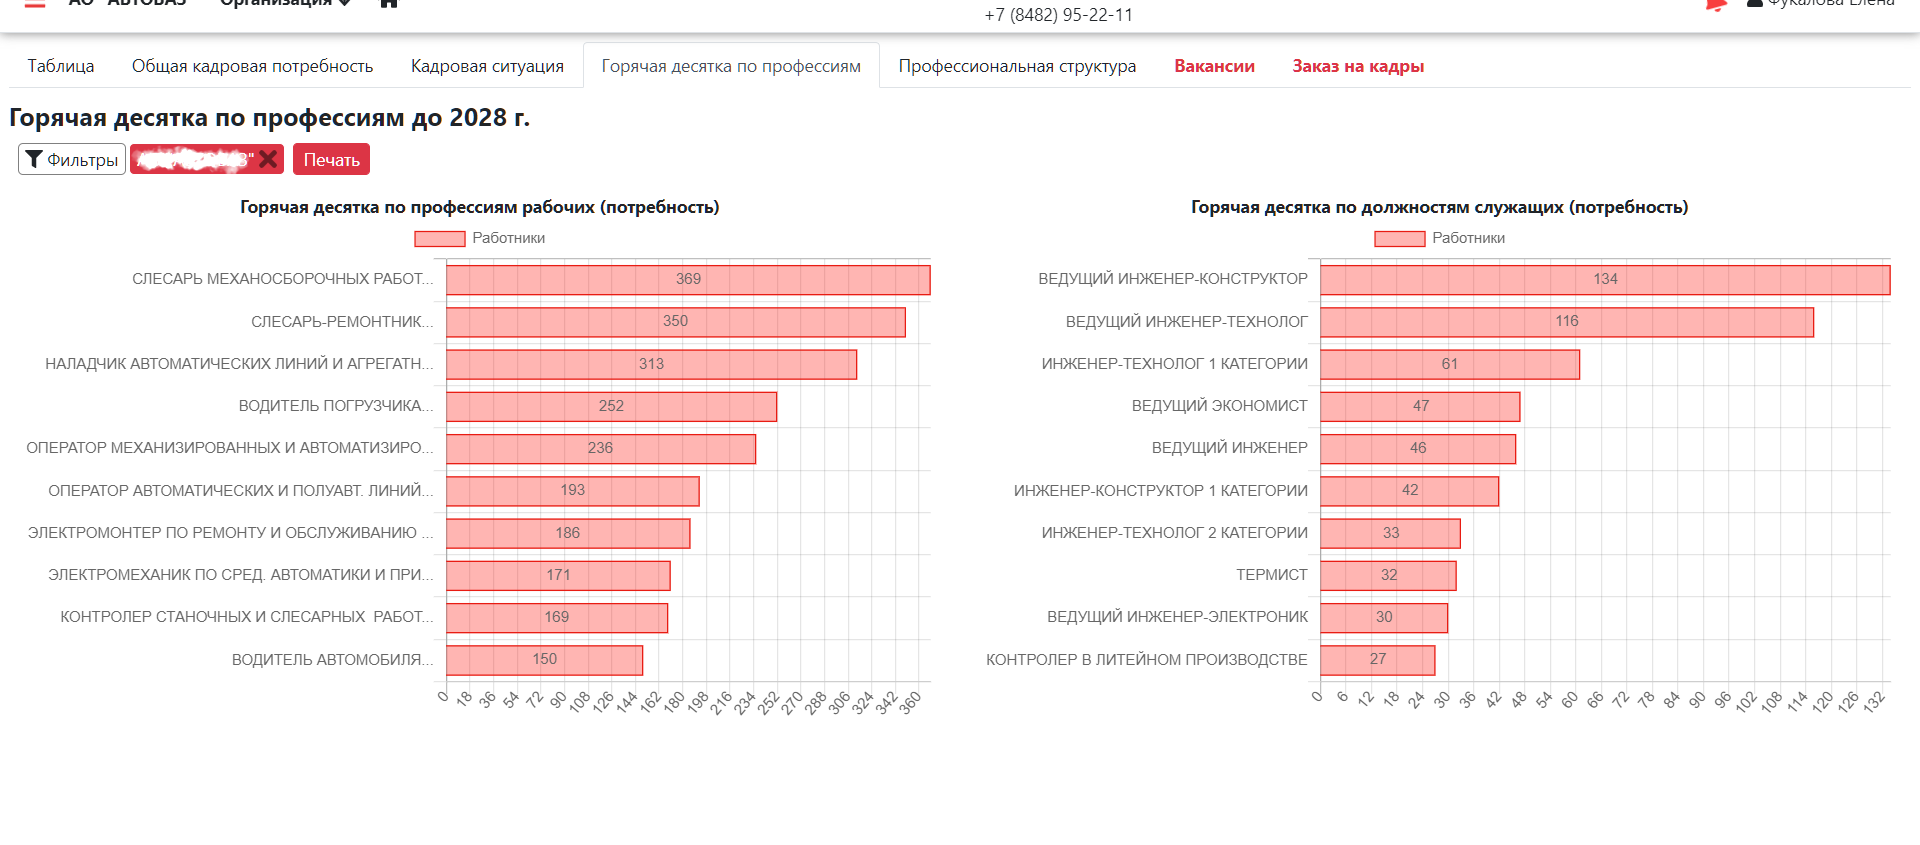 АО "АВТОВАЗ" Организация
+7 (8482) 95-22-11
Фукалова Елена
Таблица Общая кадровая потребность Кадровая ситуация Горячая десятка по профессиям Профессиональная структура Вакансии Заказ на кадры
Горячая десятка по профессиям до 2028 г.
Фильтры Печать
Горячая десятка по профессиям рабочих (потребность)
Работники
СЛЕСАРЬ МЕХАНОСБОРОЧНЫХ РАБОТ... 369
СЛЕСАРЬ-РЕМОНТНИК... 350
НАЛАДЧИК АВТОМАТИЧЕСКИХ ЛИНИЙ И АГРЕГАТН... 313
ВОДИТЕЛЬ ПОГРУЗЧИКА... 252
ОПЕРАТОР МЕХАНИЗИРОВАННЫХ И АВТОМАТИЗИРО... 236
ОПЕРАТОР АВТОМАТИЧЕСКИХ И ПОЛУАВТ. ЛИНИЙ... 193
ЭЛЕКТРОМОНТЕР ПО РЕМОНТУ И ОБСЛУЖИВАНИЮ ... 186
ЭЛЕКТРОМЕХАНИК ПО СРЕД. АВТОМАТИКИ И ПРИ... 171
КОНТРОЛЕР СТАНОЧНЫХ И СЛЕСАРНЫХ РАБОТ... 169
ВОДИТЕЛЬ АВТОМОБИЛЯ... 150
0 18 36 54 72 90 108 126 144 162 180 198 216 234 252 270 288 306 324 342 360
Горячая десятка по должностям служащих (потребность)
Работники
ВЕДУЩИЙ ИНЖЕНЕР-КОНСТРУКТОР 134
ВЕДУЩИЙ ИНЖЕНЕР-ТЕХНОЛОГ 116
ИНЖЕНЕР-ТЕХНОЛОГ 1 КАТЕГОРИИ 61
ВЕДУЩИЙ ЭКОНОМИСТ 47
ВЕДУЩИЙ ИНЖЕНЕР 46
ИНЖЕНЕР-КОНСТРУКТОР 1 КАТЕГОРИИ 42
ИНЖЕНЕР-ТЕХНОЛОГ 2 КАТЕГОРИИ 33
ТЕРМИСТ 32
ВЕДУЩИЙ ИНЖЕНЕР-ЭЛЕКТРОНИК 30
КОНТРОЛЕР В ЛИТЕЙНОМ ПРОИЗВОДСТВЕ 27
0 6 12 18 24 30 36 42 48 54 60 66 72 78 84 90 96 102 108 114 120 126 132